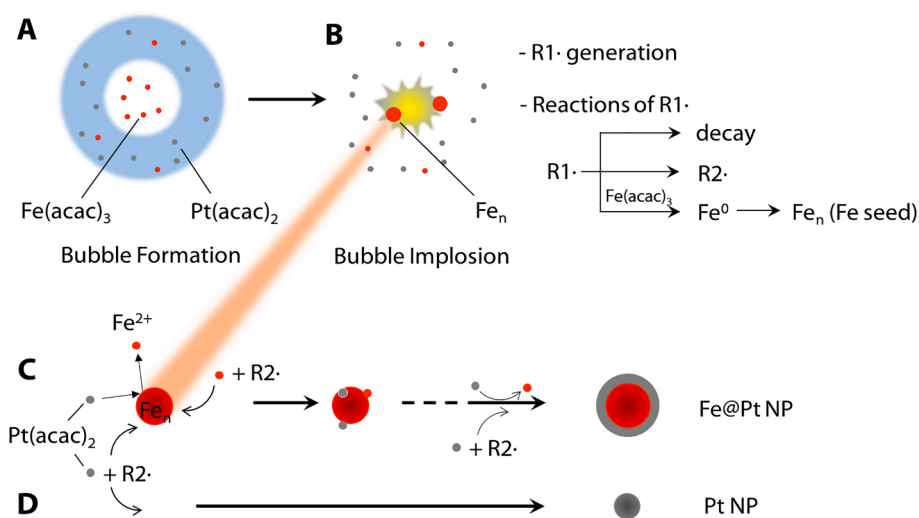 A
B
- R1· generation
- Reactions of R1·
decay
R1·
R2·
Fe(acac)₃
Fe⁰
Feₙ (Fe seed)
Fe(acac)₃
Pt(acac)₂
Feₙ
Bubble Formation
Bubble Implosion
Fe²⁺
C
+ R2·
Feₙ
Fe@Pt NP
Pt(acac)₂
+ R2·
+ R2·
D
Pt NP